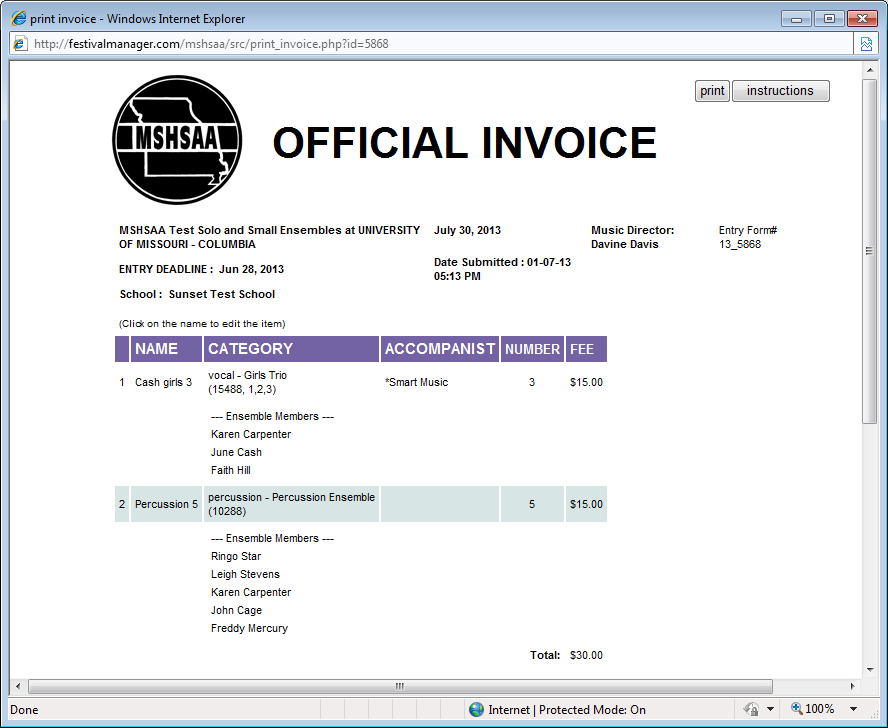 print invoice - Windows Internet Explorer
http://festivalmanager.com/mshsaa/src/print_invoice.php?id=5868
print instructions
MSHSAA
OFFICIAL INVOICE
MSHSAA Test Solo and Small Ensembles at UNIVERSITY
OF MISSOURI - COLUMBIA
ENTRY DEADLINE : Jun 28, 2013
School : Sunset Test School
July 30, 2013
Date Submitted : 01-07-13
05:13 PM
Music Director:
Davine Davis
Entry Form#
13_5868
(Click on the name to edit the item)
NAME CATEGORY ACCOMPANIST NUMBER FEE
1 Cash girls 3 vocal - Girls Trio
(15488, 1,2,3) *Smart Music 3 $15.00
--- Ensemble Members ---
Karen Carpenter
June Cash
Faith Hill
2 Percussion 5 percussion - Percussion Ensemble
(10288) 5 $15.00
--- Ensemble Members ---
Ringo Star
Leigh Stevens
Karen Carpenter
John Cage
Freddy Mercury
Total: $30.00
Done Internet | Protected Mode: On 100%